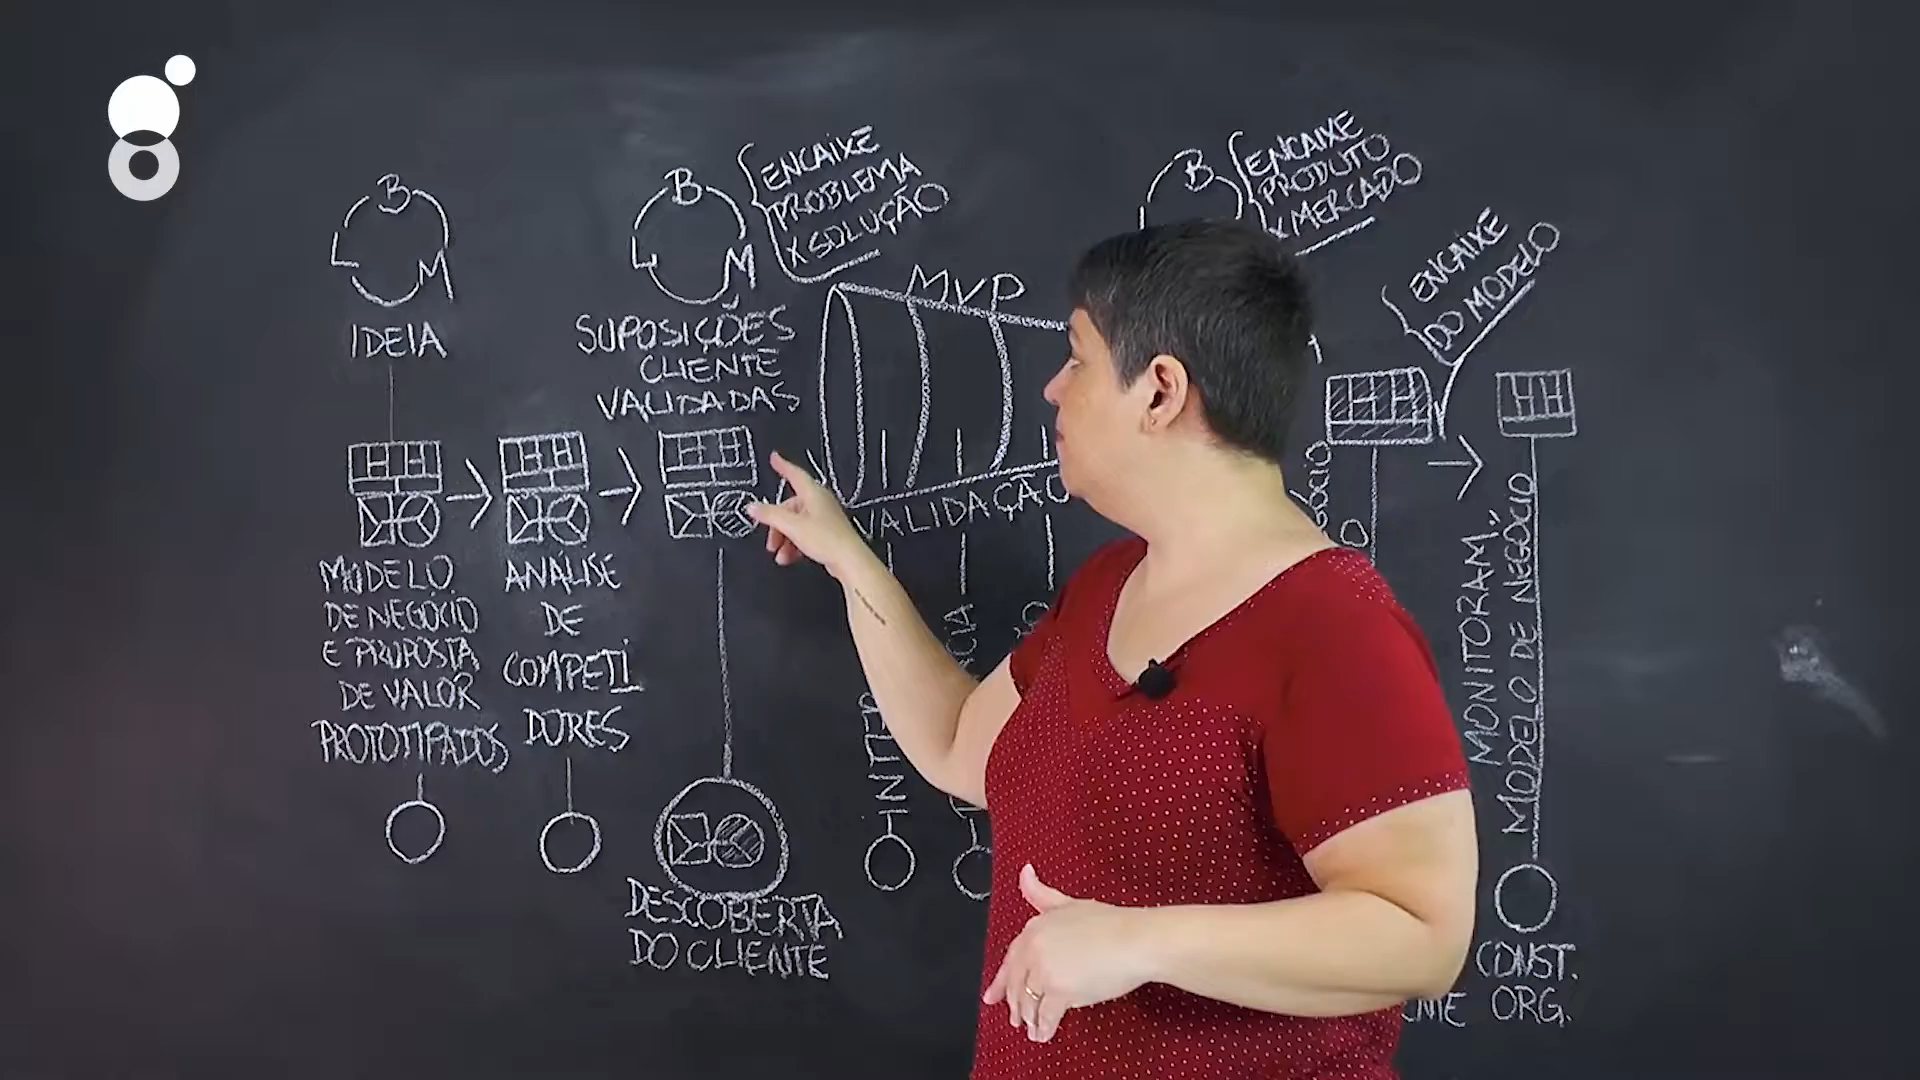 B
L
M
IDEIA
B
L
M
{ENCAIXE
PROBLEMA
X SOLUÇÃO
SUPOSIÇÕES
CLIENTE
VALIDADAS
MVP
VALIDAÇÃO
B
{ENCAIXE
PRODUTO
X MERCADO
{ENCAIXE
DO MODELO
MODELO
DE NEGÓCIO
E PROPOSTA
DE VALOR
PROTOTIPADOS
ANÁLISE
DE
COMPETI
DORES
DESCOBERTA
DO CLIENTE
MONITORAM.
MODELO DE NEGÓCIO
CONST.
ORG.